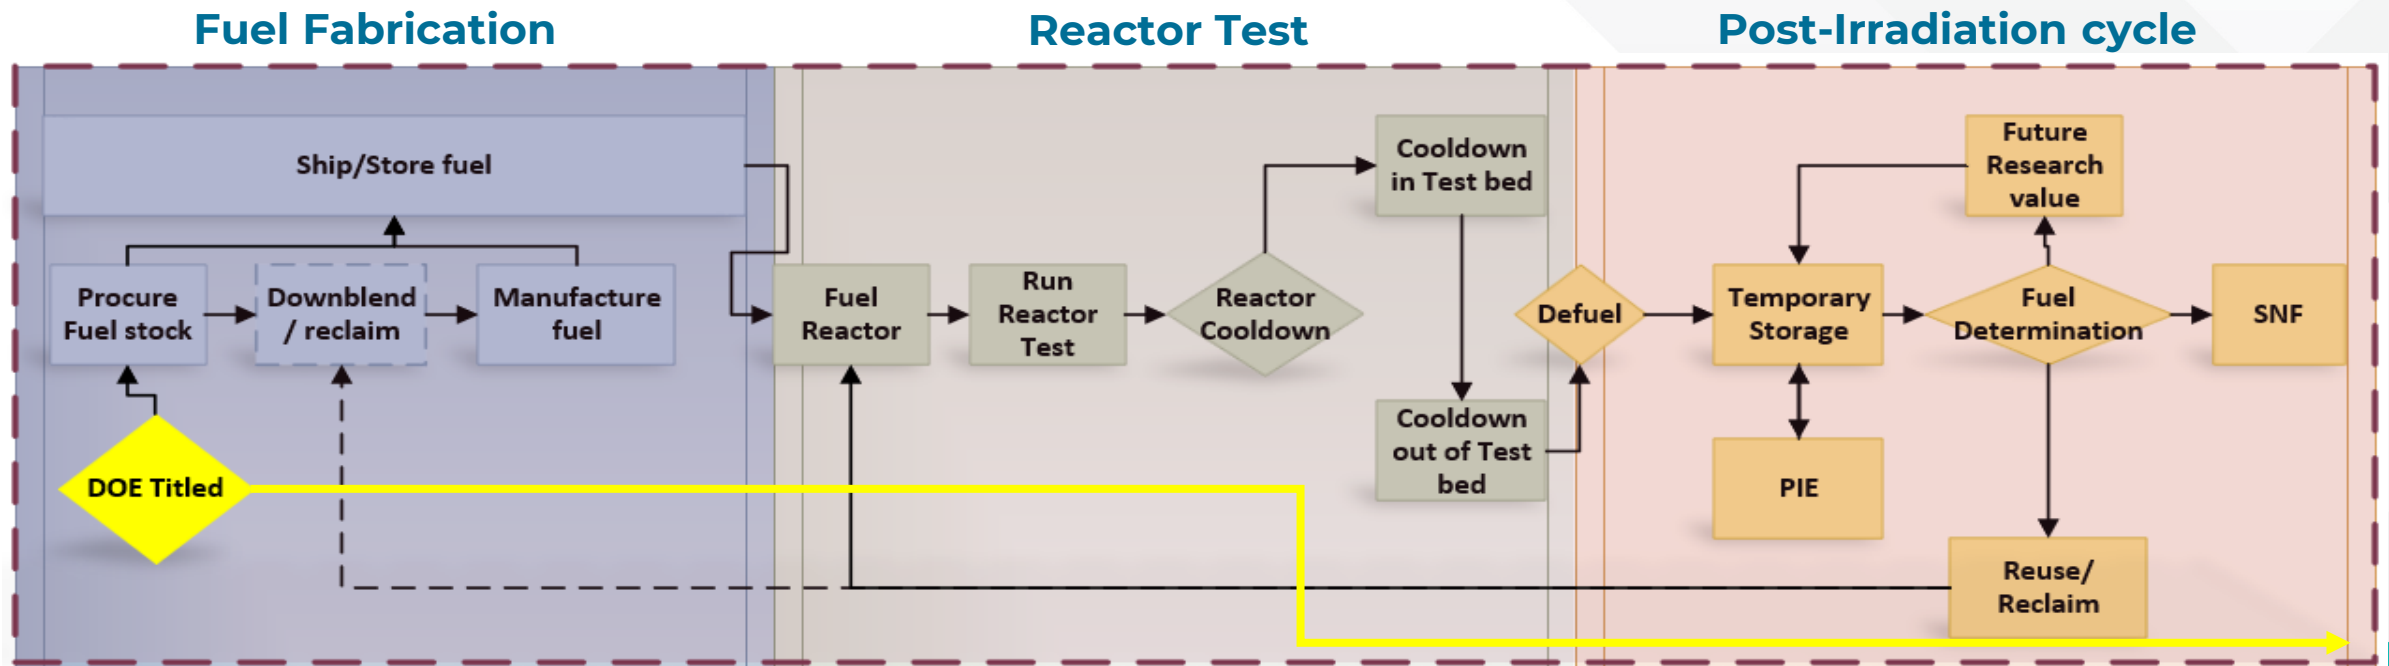 Fuel Fabrication
Reactor Test
Post-Irradiation cycle
Ship/Store fuel
Procure
Fuel stock
Downblend
/ reclaim
Manufacture
fuel
DOE Titled
Fuel
Reactor
Run
Reactor
Test
Reactor
Cooldown
Cooldown
in Test bed
Cooldown
out of Test
bed
Defuel
Temporary
Storage
PIE
Future
Research
value
Fuel
Determination
SNF
Reuse/
Reclaim